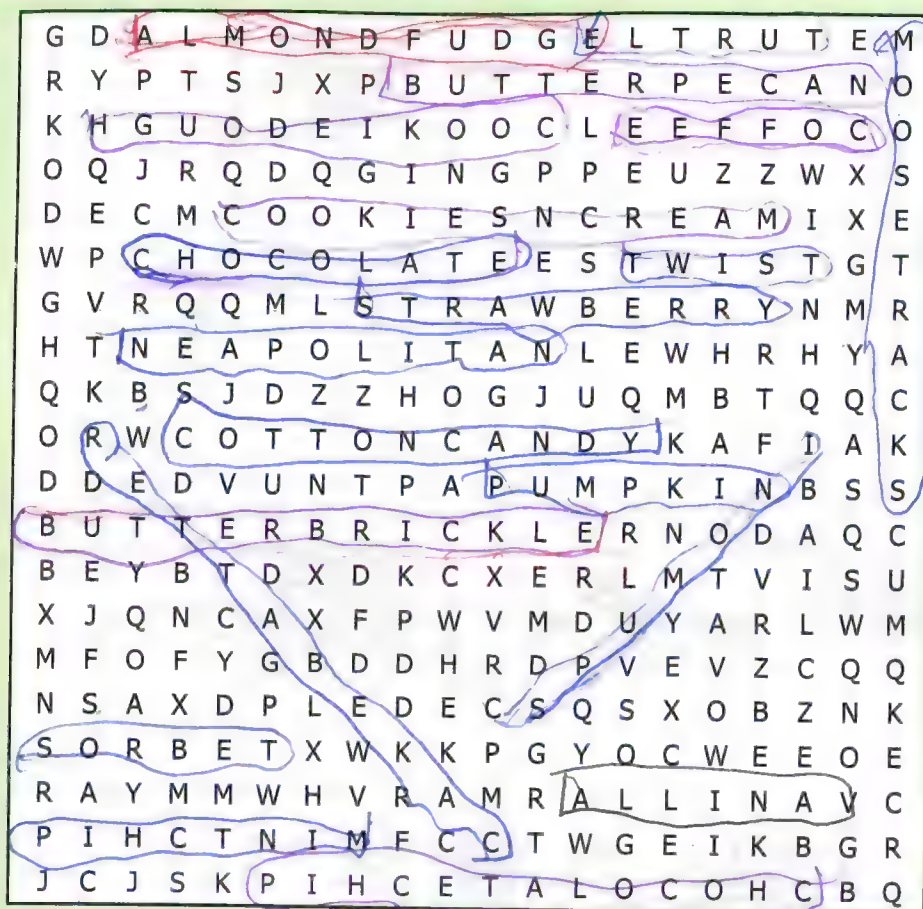 G D A L M O N D F U D G E L T R U T E M
R Y P T S J X P B U T T E R P E C A N O
K H G U O D E I K O O C L E E F F O C O
O Q J R Q D Q G I N G P P E U Z Z W X S
D E C M C O O K I E S N C R E A M I X E
W P C H O C O L A T E E S T W I S T G T
G V R Q Q M L S T R A W B E R R Y N M R
H T N E A P O L I T A N L E W H R H Y A
Q K B S J D Z Z H O G J U Q M B T Q Q C
O R W C O T T O N C A N D Y K A F I A K
D D E D V U N T P A P U M P K I N B S S
B U T T E R B R I C K L E R N O D A Q C
B E Y B T D X D K C X E R L M T V I S U
X J Q N C A X F P W V M D U Y A R L W M
M F O F Y G B D D H R D P V E V Z C Q Q
N S A X D P L E D E C S Q S X O B Z N K
S O R B E T X W K K P G Y O C W E E O E
R A Y M M W H V R A M R A L L I N A V C
P I H C T N I M F C C T W G E I K B G R
J C J S K P I H C E T A L O C O H C B Q